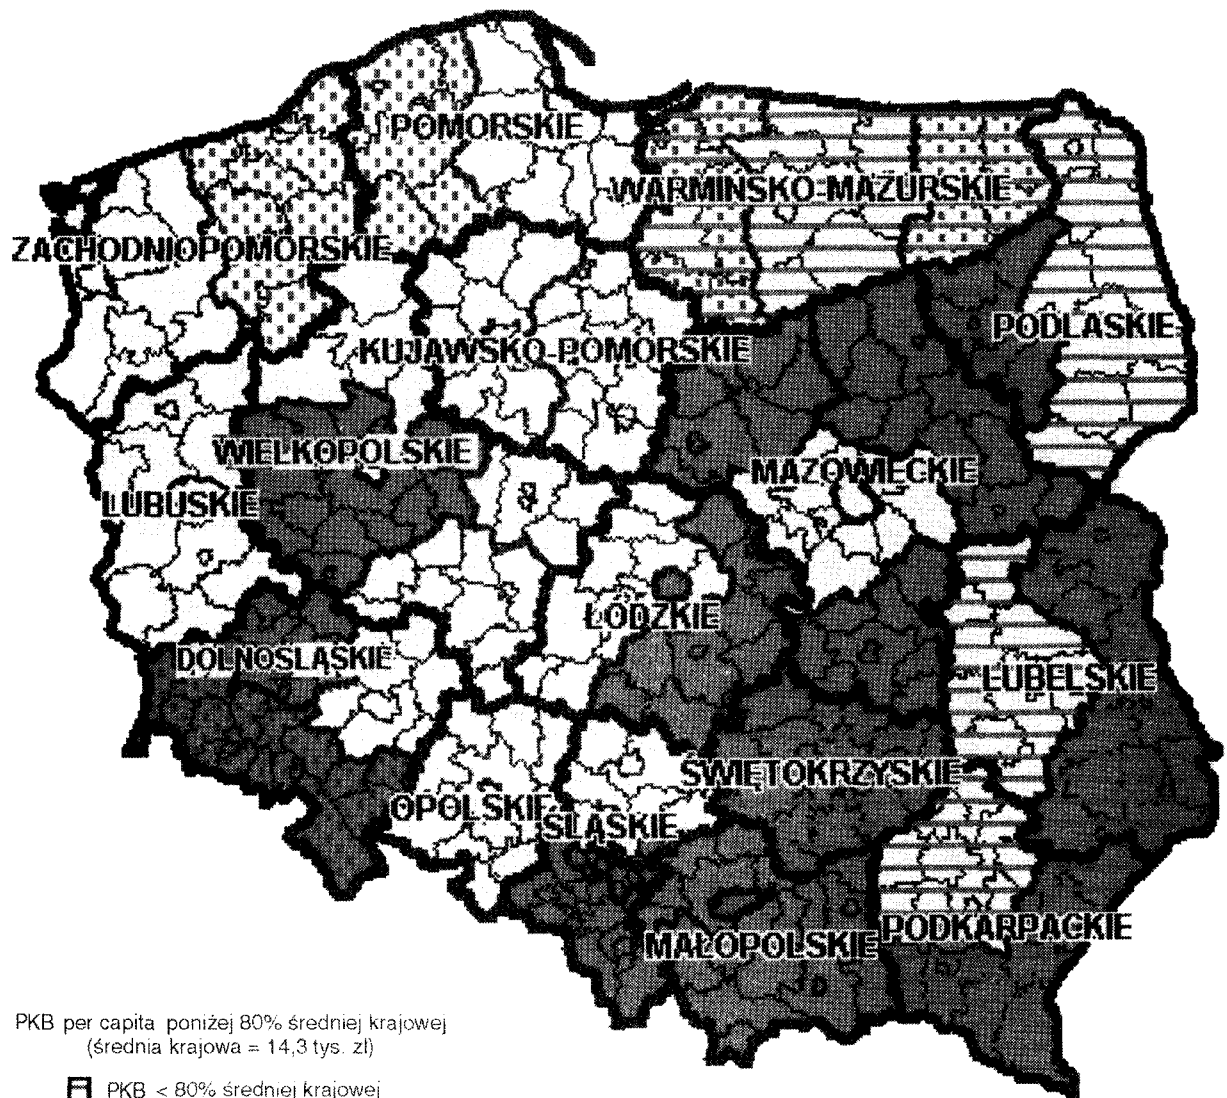 POMORSKIE
WARMIŃSKO-MAZURSKIE
ZACHODNIOPOMORSKIE
PODLASKIE
KUJAWSKO-POMORSKIE
WIELKOPOLSKIE
MAZOWIECKIE
LUBUSKIE
ŁÓDZKIE
DOLNOŚLĄSKIE
LUBELSKIE
ŚWIĘTOKRZYSKIE
OPOLSKIE
ŚLĄSKIE
PODKARPACKIE
MAŁOPOLSKIE
PKB per capita poniżej 80% średniej krajowej
(średnia krajowa = 14,3 tys. zł)
PKB < 80% średniej krajowej